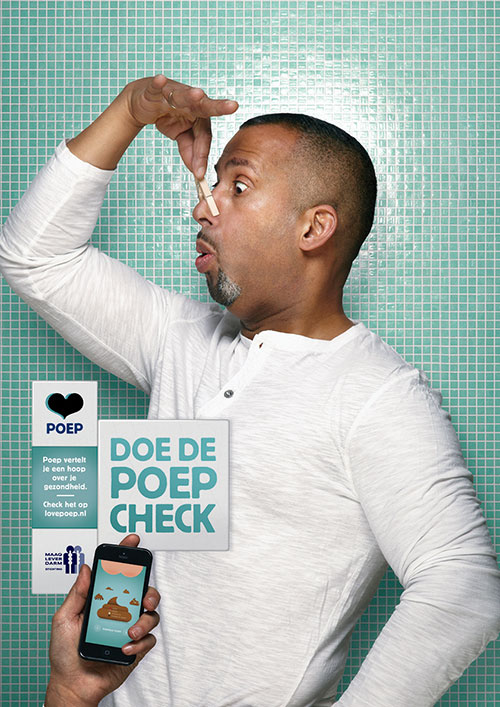 POEP
Poep vertelt
je een hoop
over je
gezondheid.
Check het op
lovepoep.nl
MAAG
LEVER
DARM
STICHTING
DOE DE
POEP
CHECK